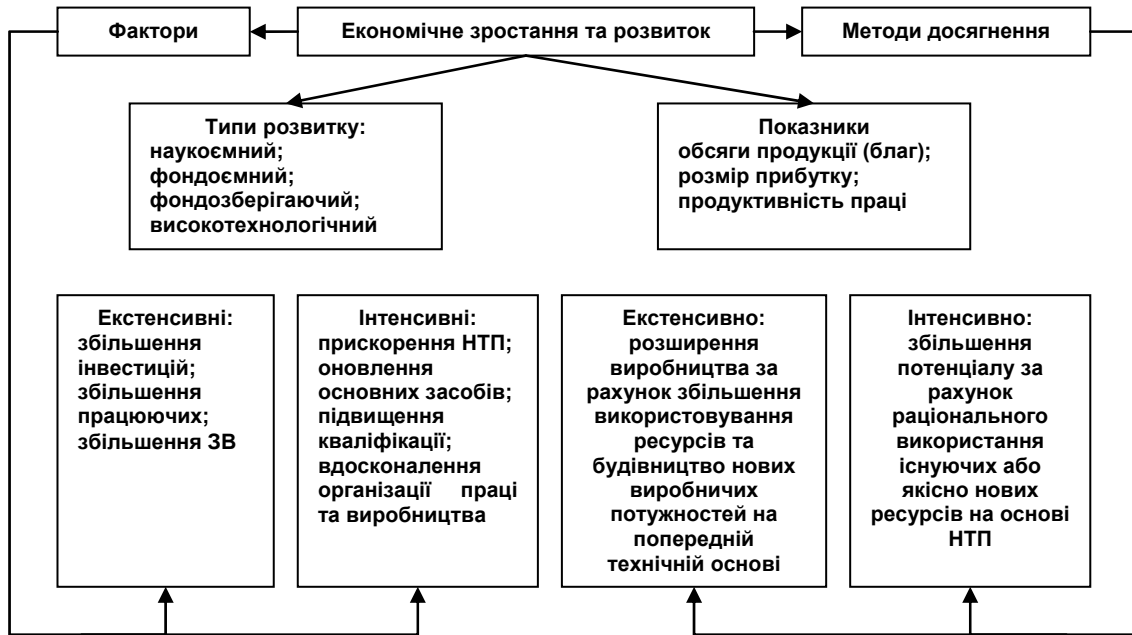 Фактори
Економічне зростання та розвиток
Методи досягнення
Типи розвитку:
наукоємний;
фондоємний;
фондозберігаючий;
високотехнологічний
Показники
обсяги продукції (благ);
розмір прибутку;
продуктивність праці
Екстенсивні:
збільшення
інвестицій;
збільшення
працюючих;
збільшення ЗВ
Інтенсивні:
прискорення НТП;
оновлення
основних засобів;
підвищення
кваліфікації;
вдосконалення
організації праці
та виробництва
Екстенсивно:
розширення
виробництва за
рахунок збільшення
використовування
ресурсів та
будівництво нових
виробничих
потужностей на
попередній
технічній основі
Інтенсивно:
збільшення
потенціалу за
рахунок
раціонального
використання
існуючих або
якісно нових
ресурсів на основі
НТП